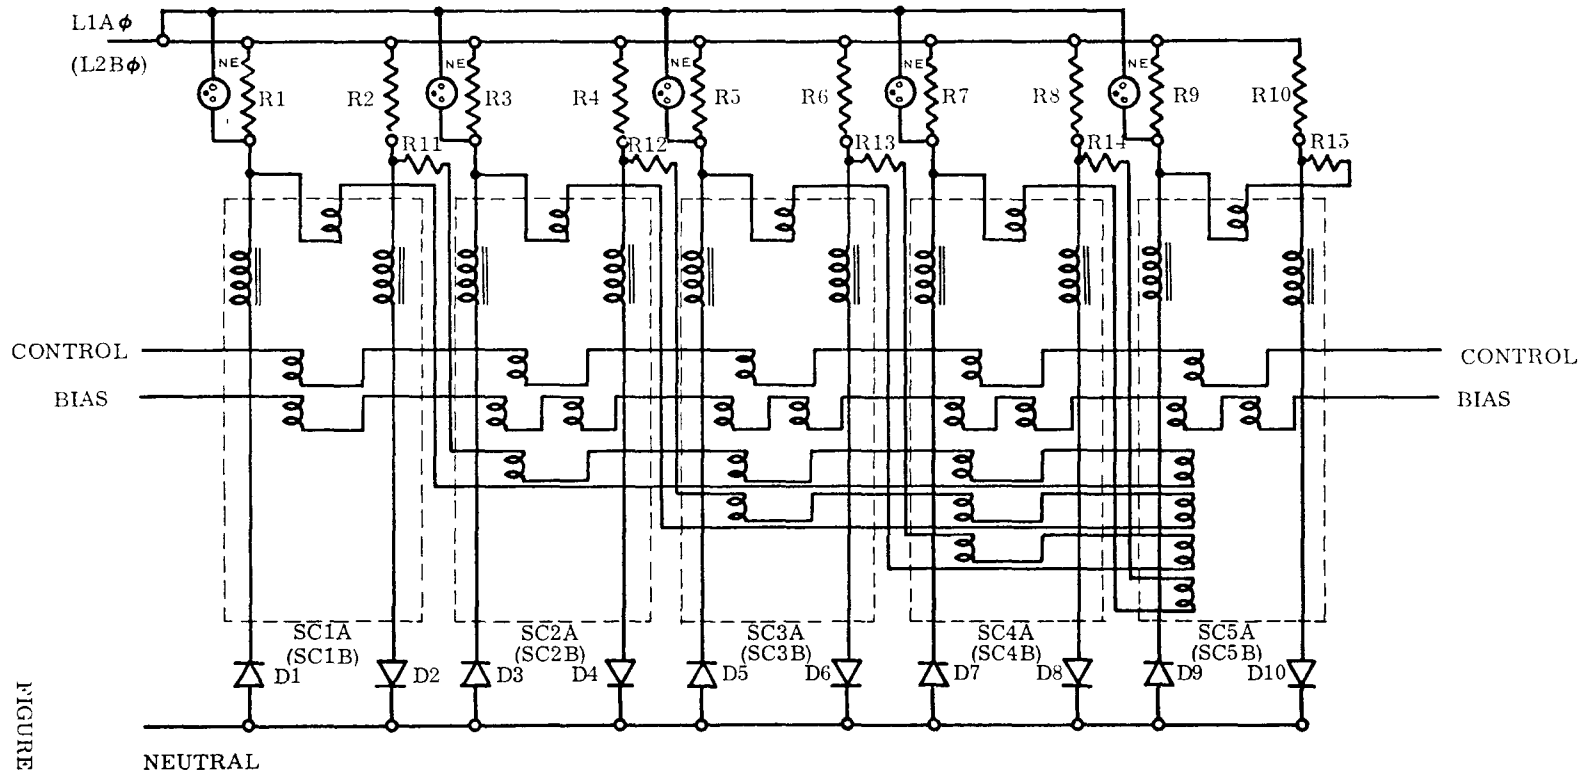 L1Aϕ
(L2Bϕ)
NE
NE
NE
NE
NE
R1
R2
R3
R4
R5
R6
R7
R8
R9
R10
R11
R12
R13
R14
R15
CONTROL
CONTROL
BIAS
BIAS
SC1A
(SC1B)
SC2A
(SC2B)
SC3A
(SC3B)
SC4A
(SC4B)
SC5A
(SC5B)
D1
D2
D3
D4
D5
D6
D7
D8
D9
D10
NEUTRAL
FIGURE